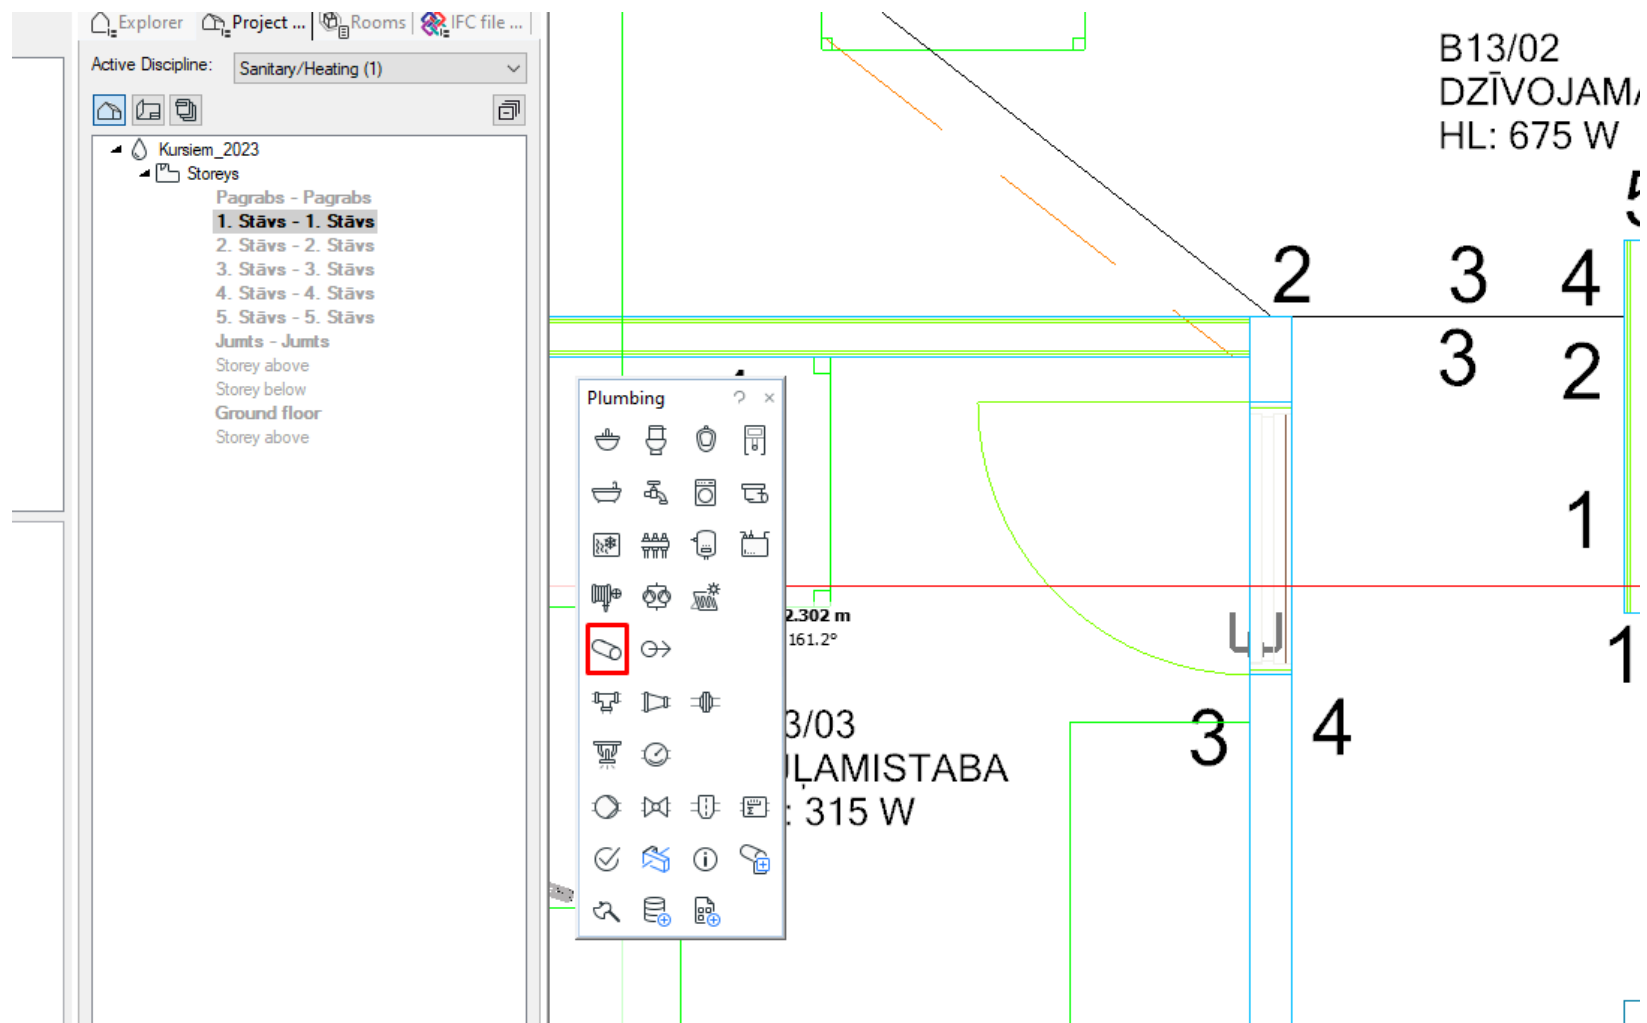 Explorer
Project ...
Rooms
IFC file ...
Active Discipline:
Sanitary/Heating (1)
Kursiem_2023
Storeys
Pagrabs - Pagrabs
1. Stāvs - 1. Stāvs
2. Stāvs - 2. Stāvs
3. Stāvs - 3. Stāvs
4. Stāvs - 4. Stāvs
5. Stāvs - 5. Stāvs
Jumts - Jumts
Storey above
Storey below
Ground floor
Storey above
Plumbing
B13/02
DZĪVOJAMA
HL: 675 W
5
2
3
4
3
2
1
1
2.302 m
161.2°
3/03
ĻAMISTABA
: 315 W
3
4